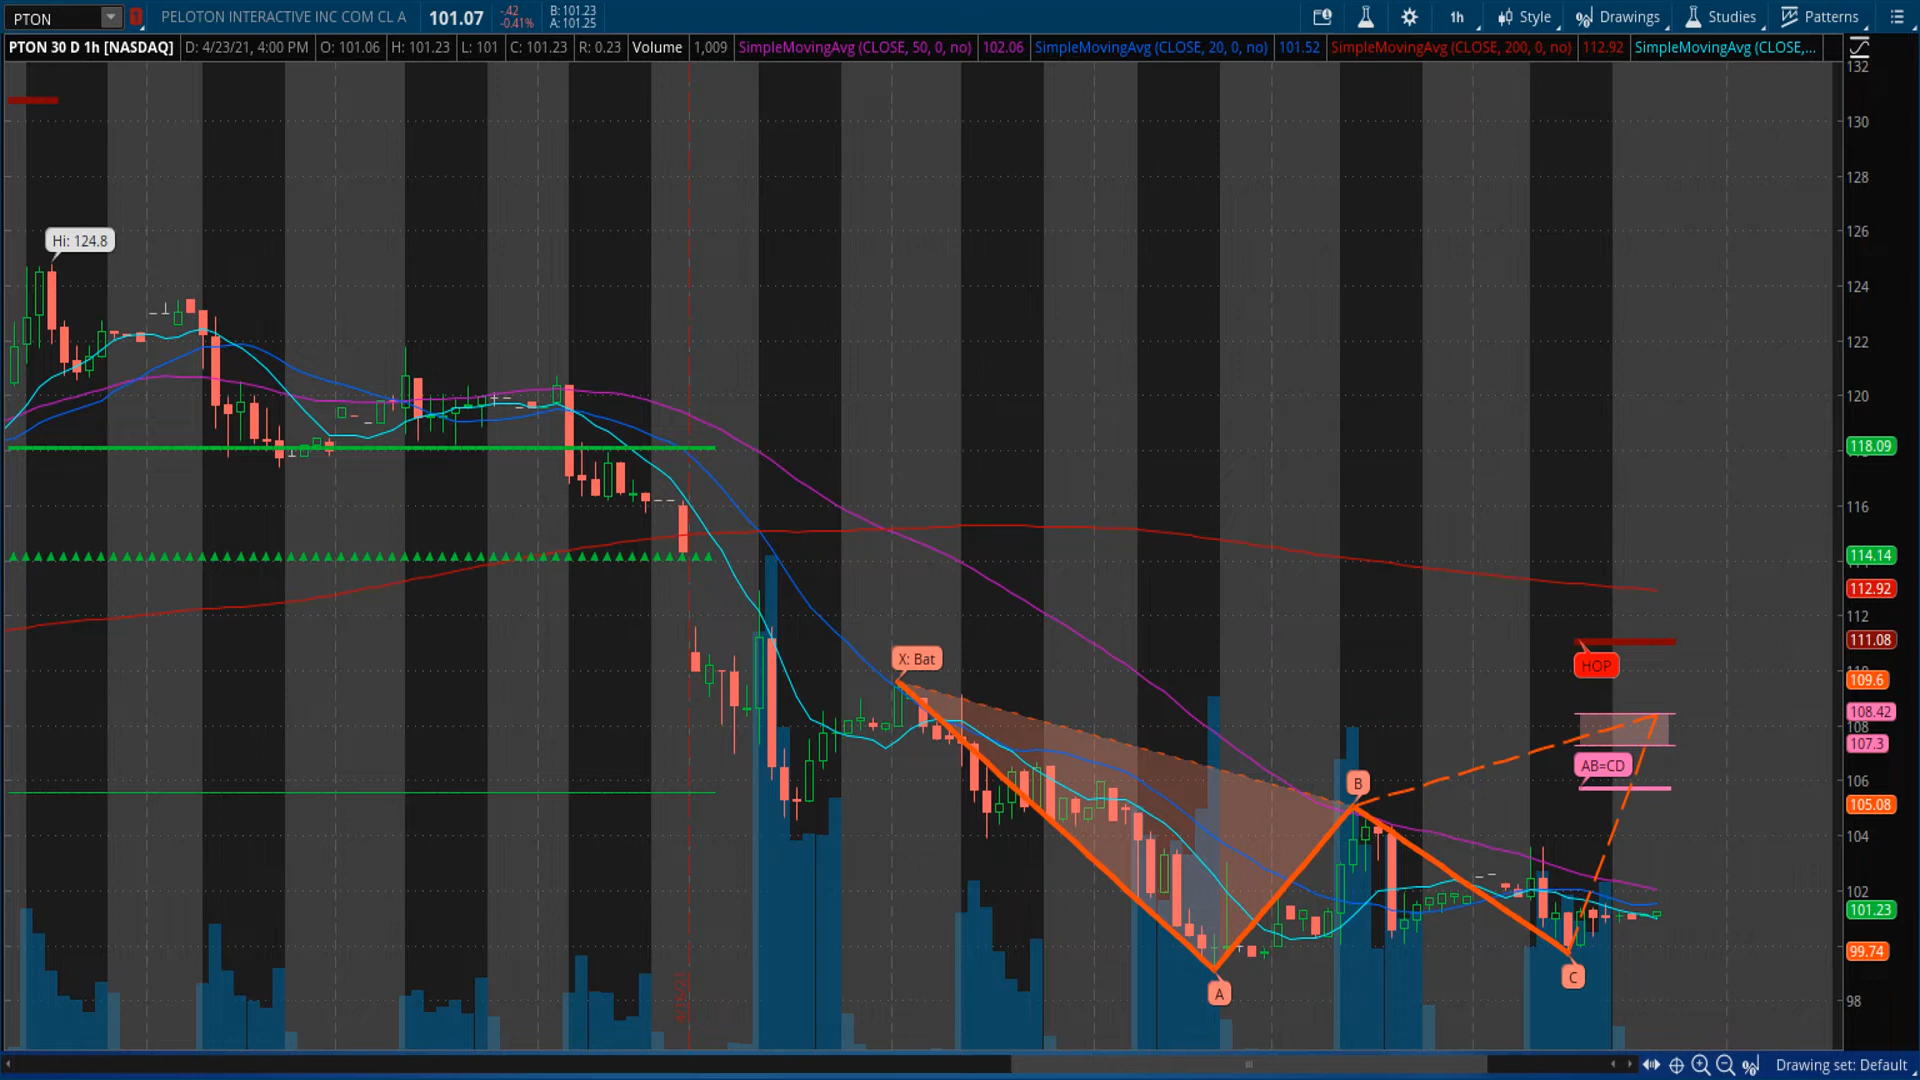 PTON
1
PELOTON INTERACTIVE INC COM CL A
101.07
-.42
-0.41%
B: 101.23
A: 101.25
1h
Style
Drawings
Studies
Patterns
PTON 30 D 1h [NASDAQ]
D: 4/23/21, 4:00 PM
O: 101.06
H: 101.23
L: 101
C: 101.23
R: 0.23
Volume
1,009
SimpleMovingAvg (CLOSE, 50, 0, no)
102.06
SimpleMovingAvg (CLOSE, 20, 0, no)
101.52
SimpleMovingAvg (CLOSE, 200, 0, no)
112.92
SimpleMovingAvg (CLOSE,...
132
130
128
126
Hi: 124.8
124
122
120
118.09
116
114.14
112.92
112
111.08
X: Bat
HOP
109.6
108.42
108
107.3
AB=CD
106
B
105.08
104
102
101.23
99.74
C
A
98
Drawing set: Default